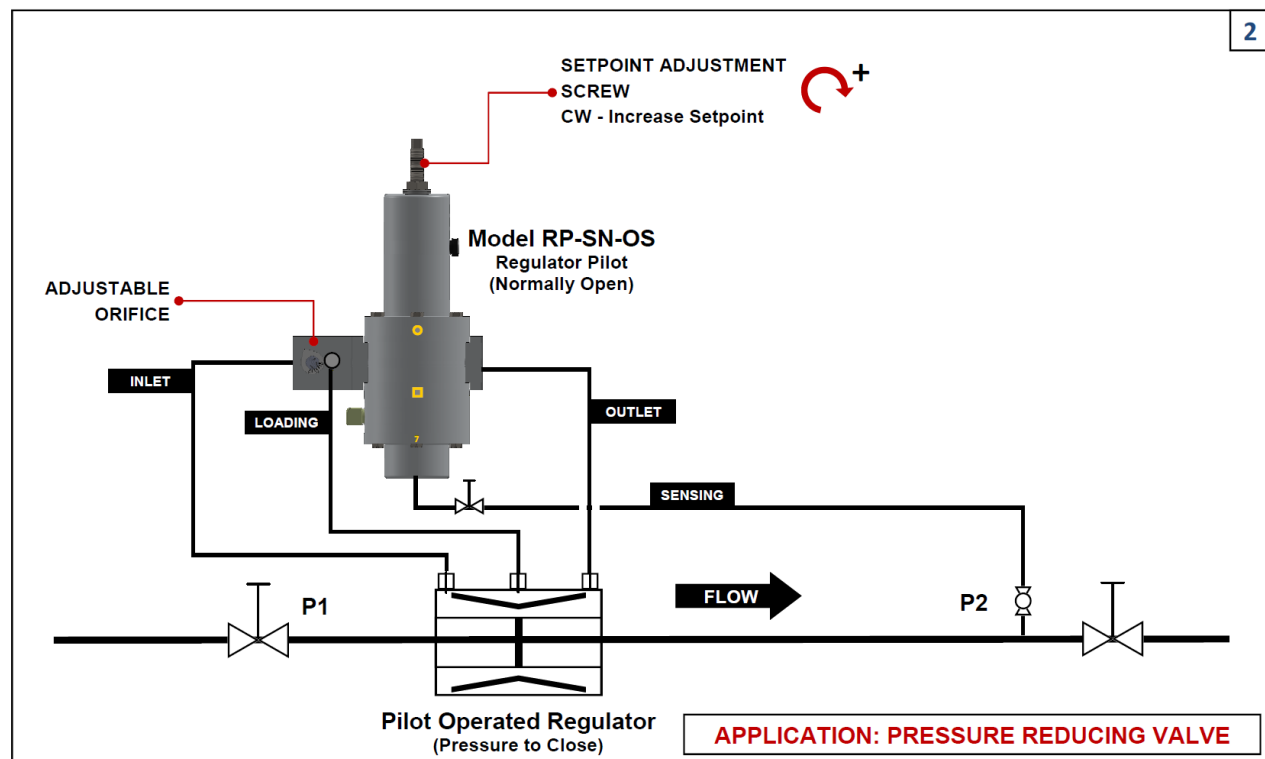 2
SETPOINT ADJUSTMENT
SCREW
CW - Increase Setpoint
+
Model RP-SN-OS
Regulator Pilot
(Normally Open)
ADJUSTABLE
ORIFICE
INLET
LOADING
OUTLET
7
SENSING
P1
FLOW
P2
Pilot Operated Regulator
(Pressure to Close)
APPLICATION: PRESSURE REDUCING VALVE